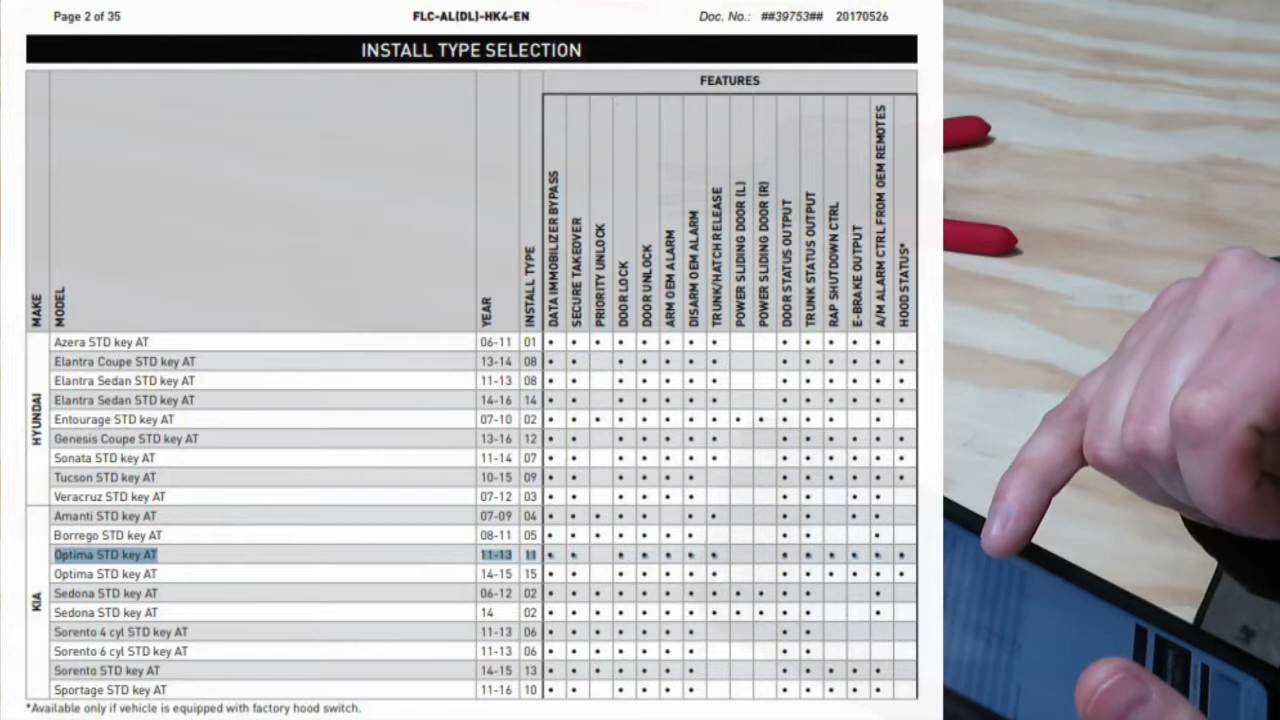 Page 2 of 35 FLC-AL(DL)-HK4-EN Doc. No.: ##39753## 20170526
INSTALL TYPE SELECTION
FEATURES
MAKE
MODEL
YEAR
INSTALL TYPE
DATA IMMOBILIZER BYPASS
SECURE TAKEOVER
PRIORITY UNLOCK
DOOR LOCK
DOOR UNLOCK
ARM OEM ALARM
DISARM OEM ALARM
TRUNK/HATCH RELEASE
POWER SLIDING DOOR (L)
POWER SLIDING DOOR (R)
DOOR STATUS OUTPUT
TRUNK STATUS OUTPUT
RAP SHUTDOWN CTRL
E-BRAKE OUTPUT
A/M ALARM CTRL FROM OEM REMOTES
HOOD STATUS*
HYUNDAI
Azera STD key AT 06-11 01
Elantra Coupe STD key AT 13-14 08
Elantra Sedan STD key AT 11-13 08
Elantra Sedan STD key AT 14-16 14
Entourage STD key AT 07-10 02
Genesis Coupe STD key AT 13-16 12
Sonata STD key AT 11-14 07
Tucson STD key AT 10-15 09
Veracruz STD key AT 07-12 03
KIA
Amanti STD key AT 07-09 04
Borrego STD key AT 08-11 05
Optima STD key AT 11-13 11
Optima STD key AT 14-15 15
Sedona STD key AT 06-12 02
Sedona STD key AT 14 02
Sorento 4 cyl STD key AT 11-13 06
Sorento 6 cyl STD key AT 11-13 06
Sorento STD key AT 14-15 13
Sportage STD key AT 11-16 10
*Available only if vehicle is equipped with factory hood switch.